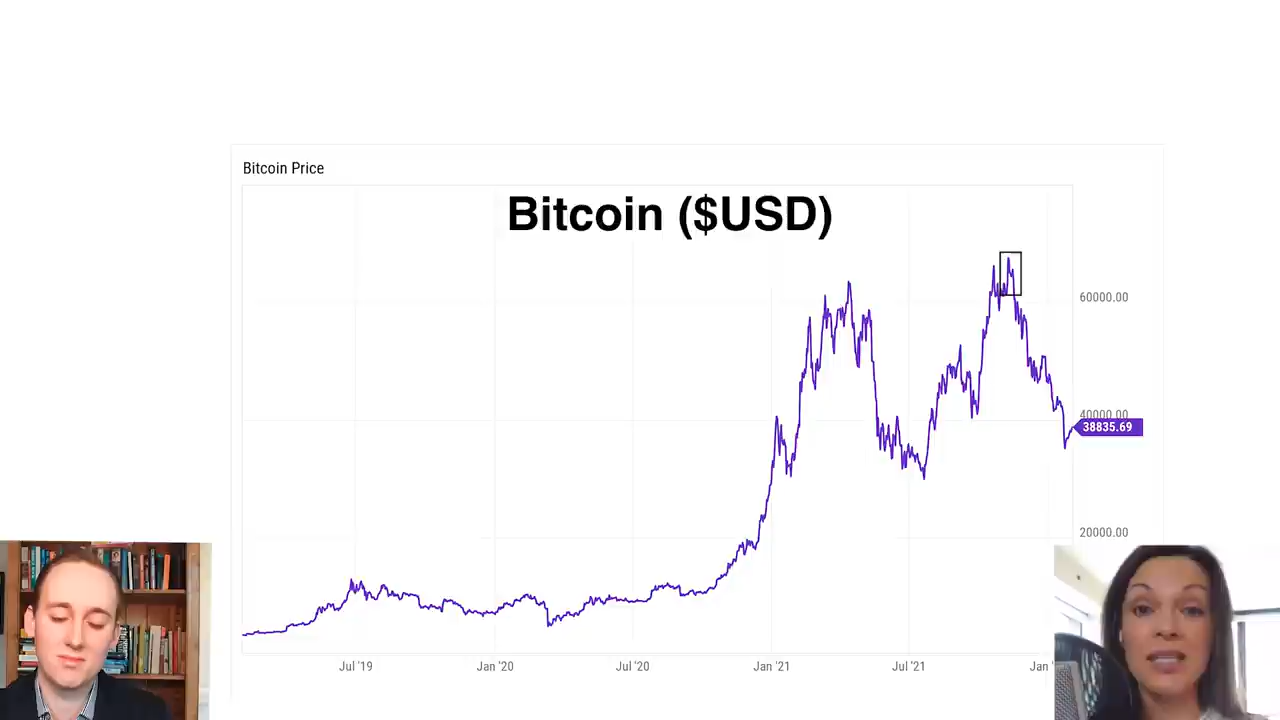 Bitcoin Price
Bitcoin ($USD)
60000.00
40000.00
38835.69
20000.00
Jul '19
Jan '20
Jul '20
Jan '21
Jul '21
Jan '